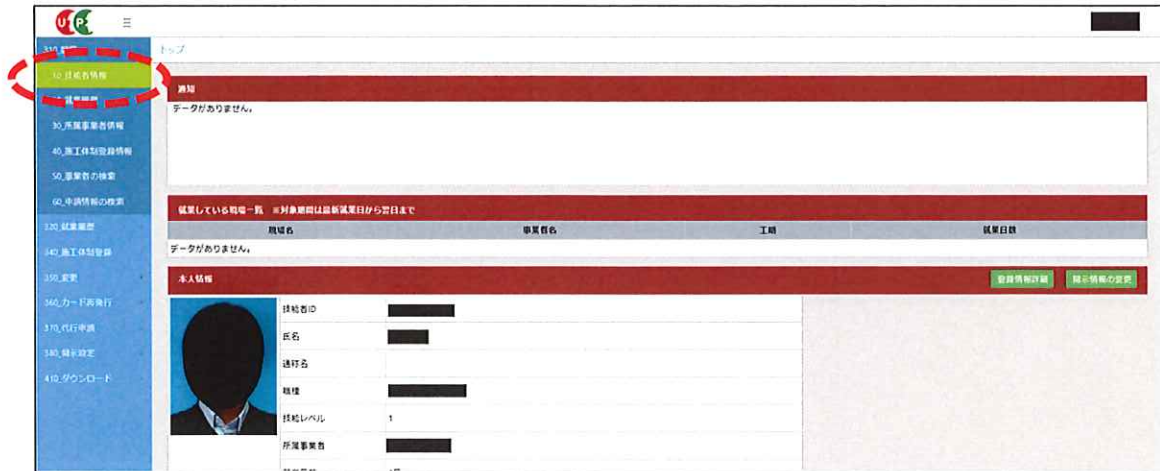 トップ
10_技能者情報
30_所属事業者情報
40_施工体制登録情報
50_事業者の検索
60_申請情報の検索
320_就業履歴
340_施工体制登録
350_変更
360_カード再発行
370_代行申請
380_開示設定
410_ダウンロード
通知
データがありません。
就業している現場一覧 ※対象期間は最新就業日から翌日まで
現場名 事業者名 工期 就業日数
データがありません。
本人情報 登録情報詳細 開示情報の変更
技能者ID
氏名
通称名
職種
技能レベル 1
所属事業者